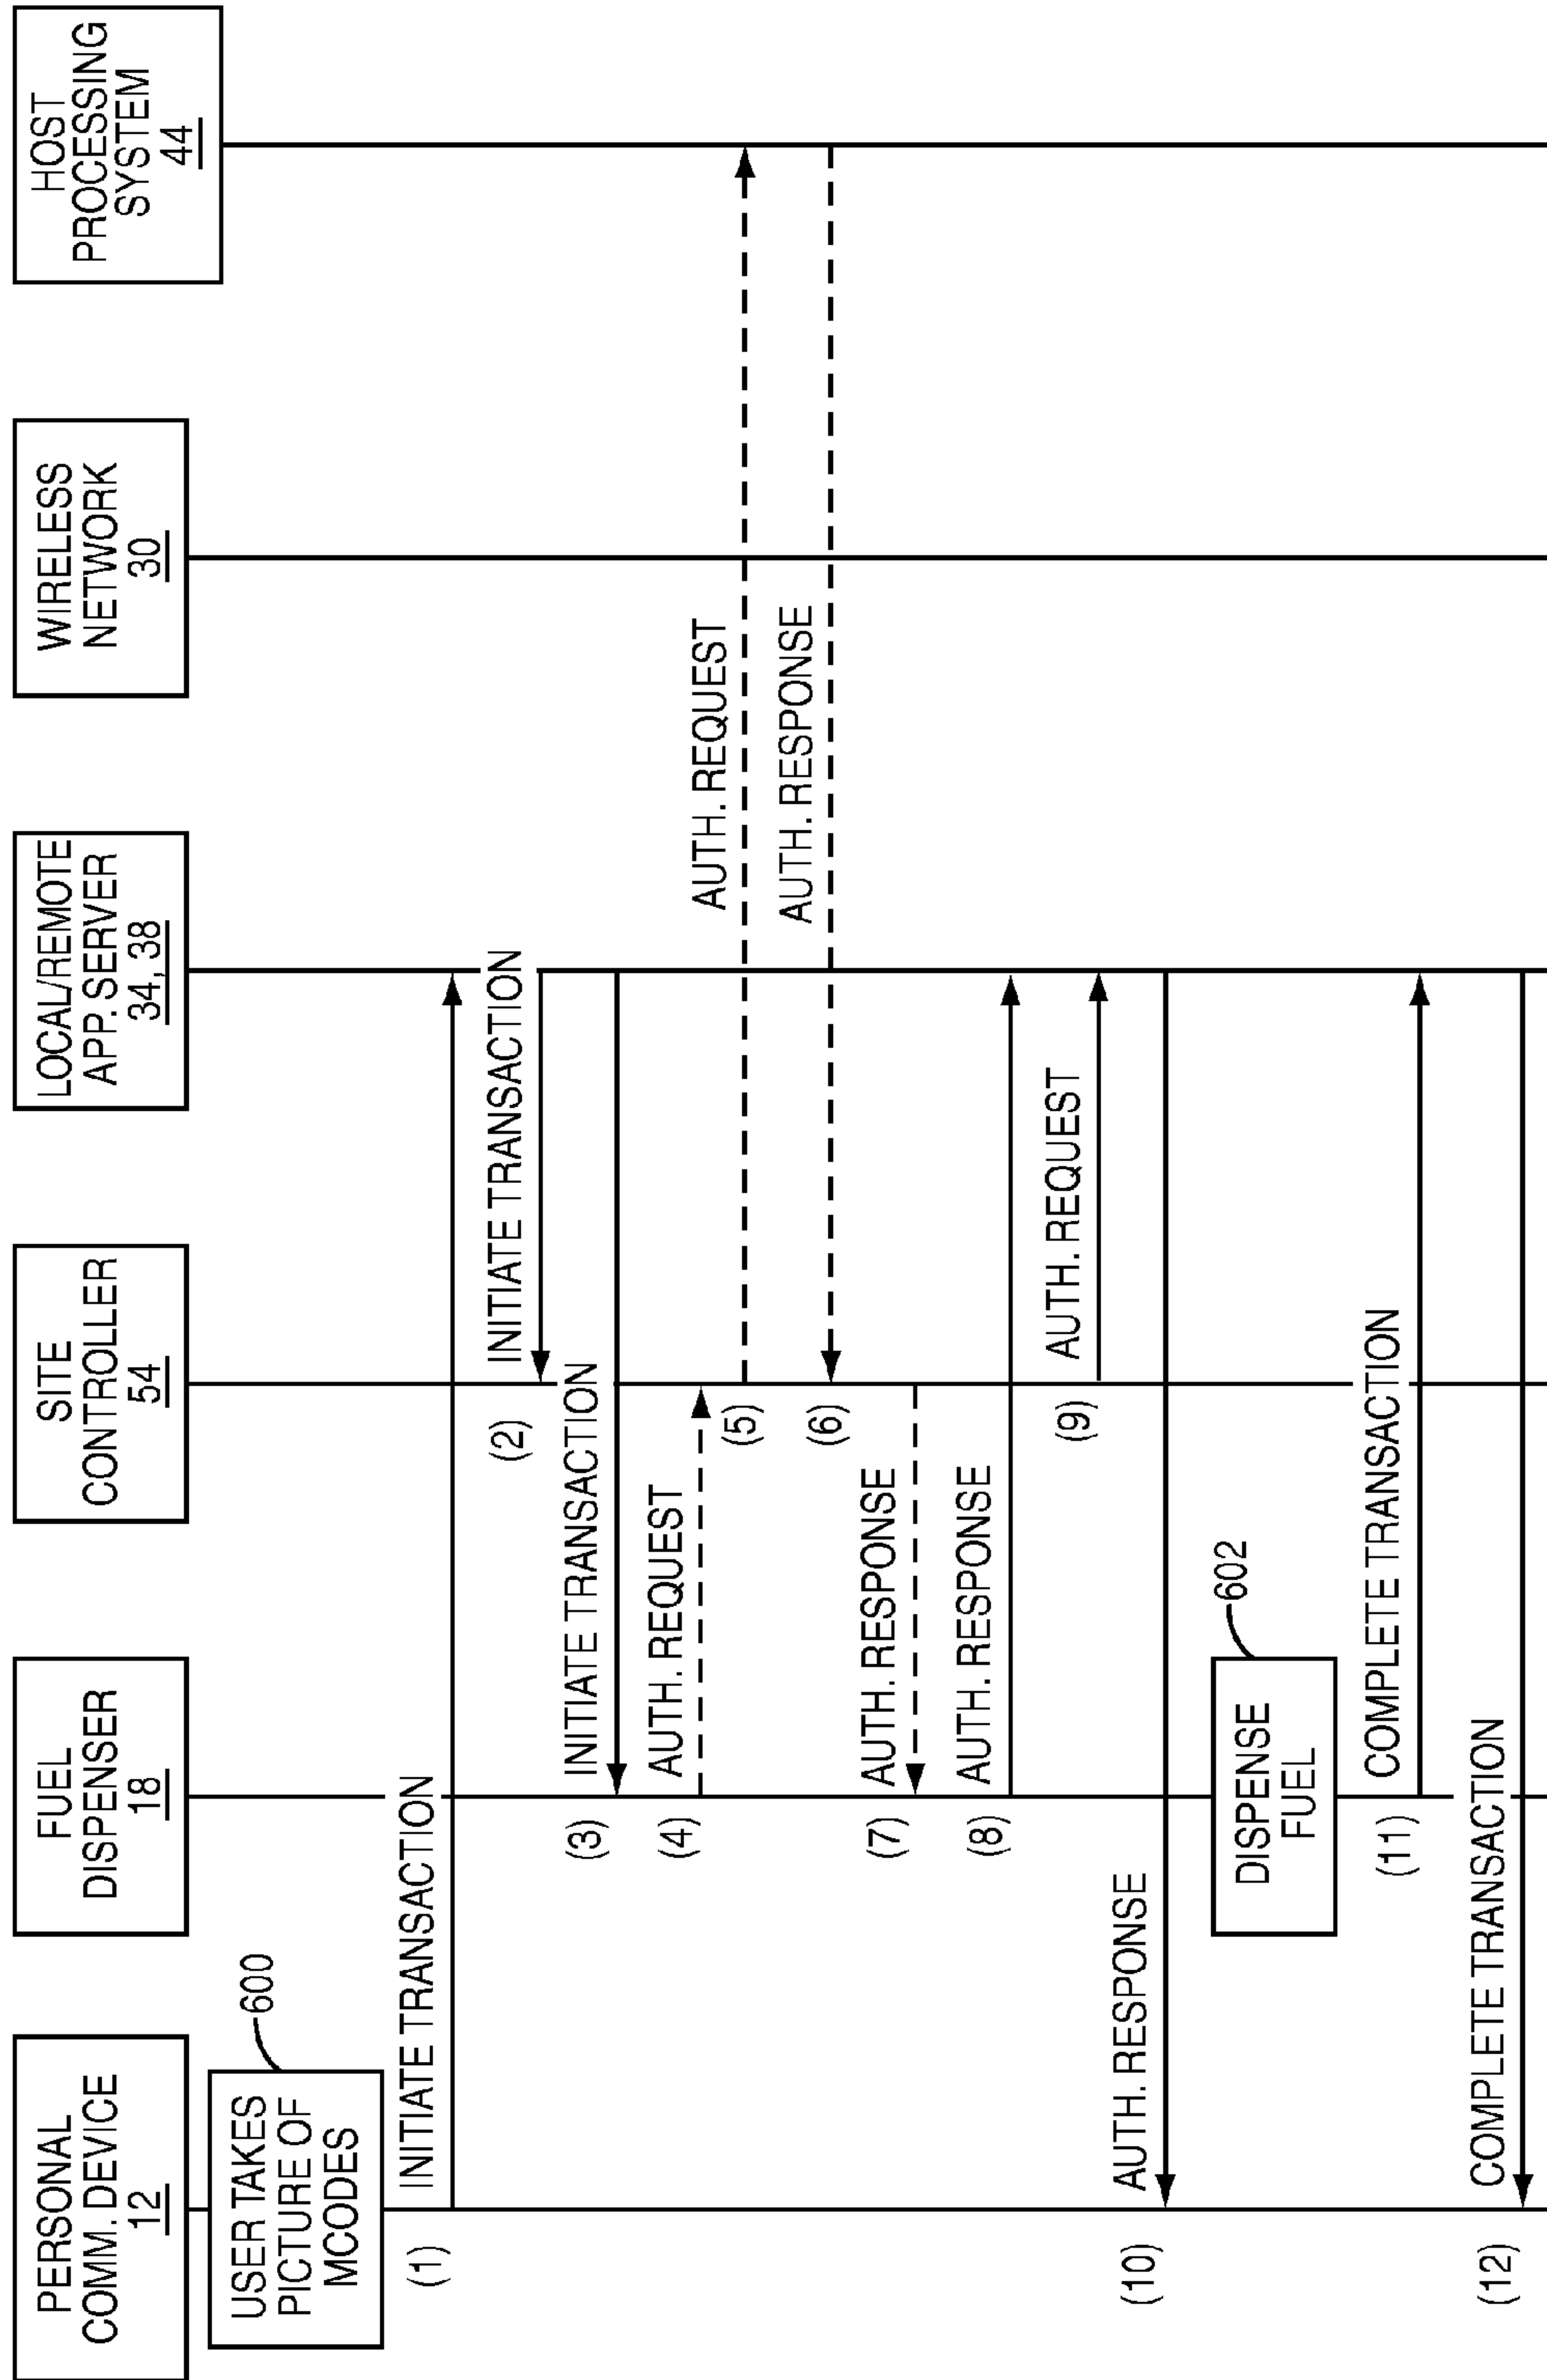 PERSONAL
COMM. DEVICE
12
FUEL
DISPENSER
18
SITE
CONTROLLER
54
LOCAL/REMOTE
APP. SERVER
34, 38
WIRELESS
NETWORK
30
HOST
PROCESSING
SYSTEM
44
USER TAKES
PICTURE OF
MCODES
600
(1)
INITIATE TRANSACTION
(2)
INITIATE TRANSACTION
(3)
INITIATE TRANSACTION
(4)
AUTH. REQUEST
(5)
AUTH. REQUEST
(6)
AUTH. RESPONSE
(7)
AUTH. RESPONSE
(8)
AUTH. RESPONSE
(9)
AUTH. REQUEST
(10)
AUTH. RESPONSE
DISPENSE
FUEL
602
(11)
COMPLETE TRANSACTION
(12)
COMPLETE TRANSACTION